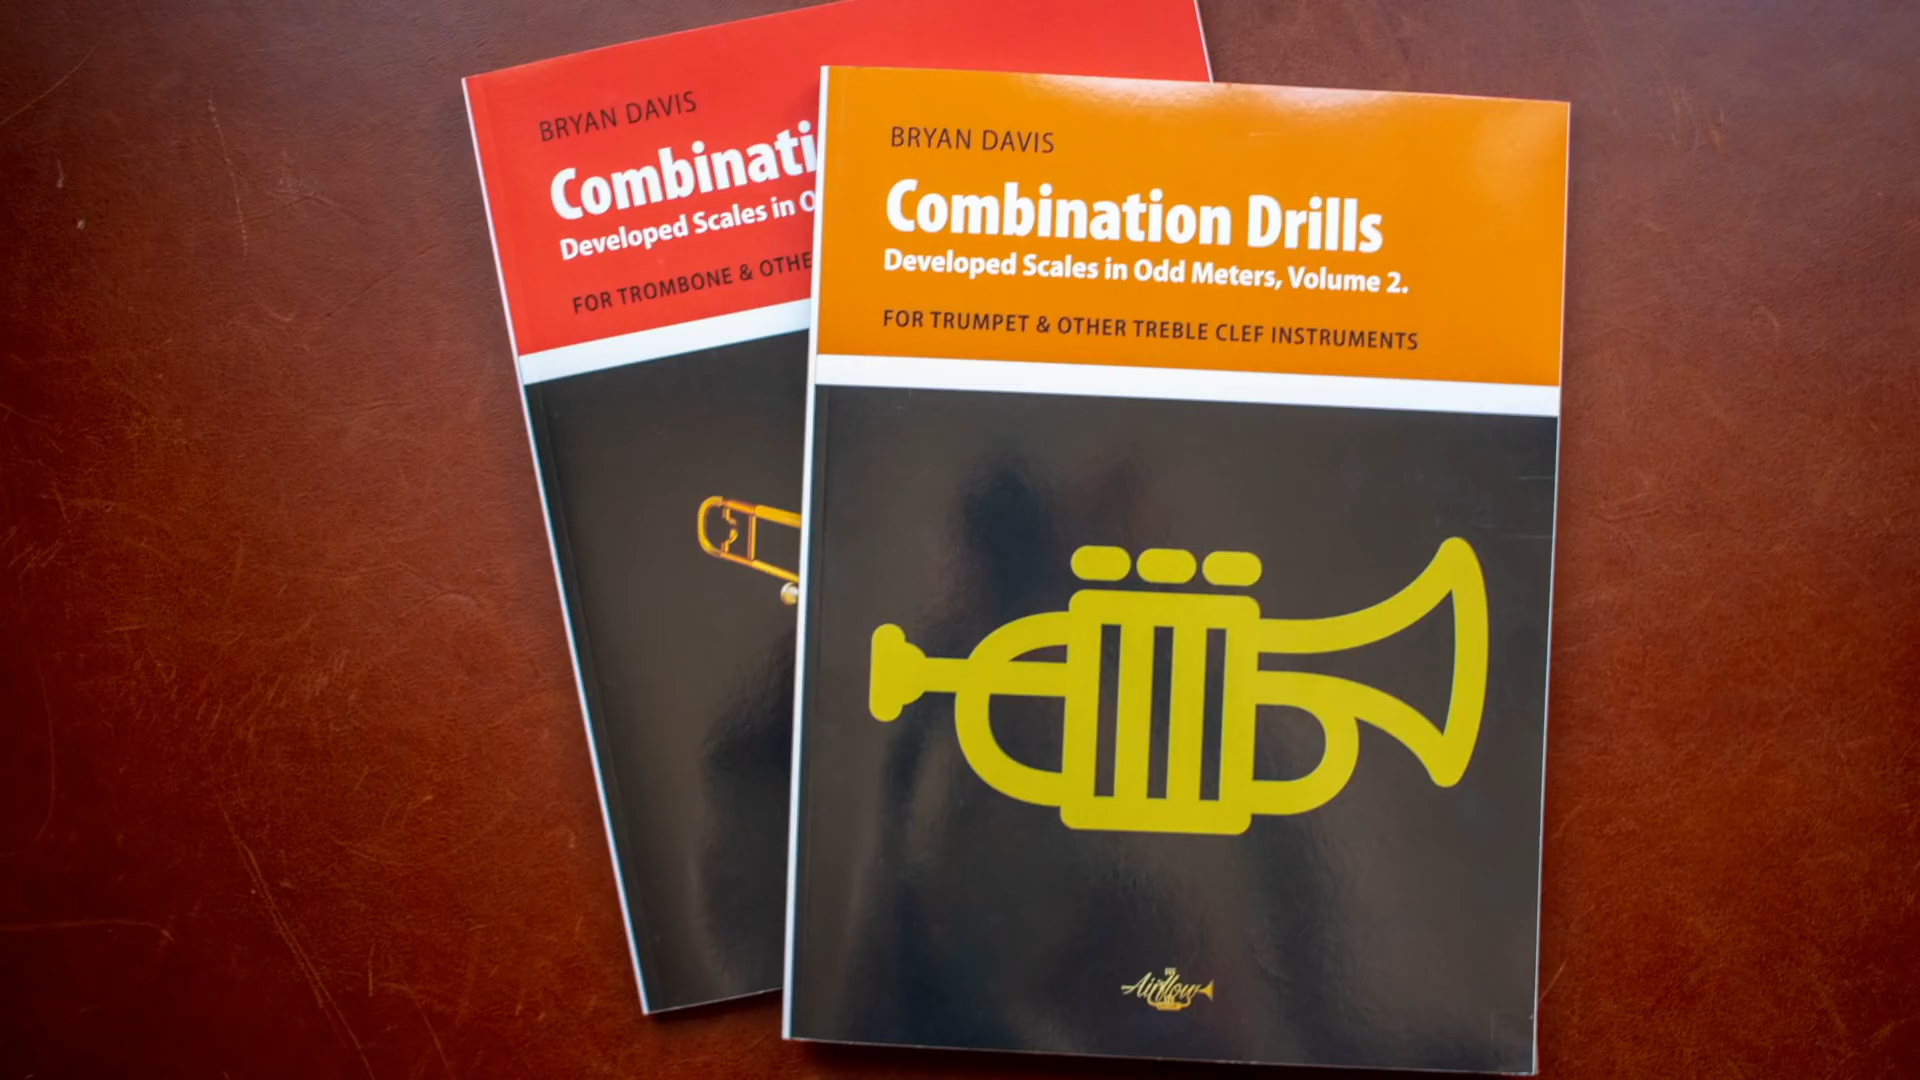 BRYAN DAVIS
Combinati
Developed Scales in O
FOR TROMBONE & OTHE
BRYAN DAVIS
Combination Drills
Developed Scales in Odd Meters, Volume 2.
FOR TRUMPET & OTHER TREBLE CLEF INSTRUMENTS
Airflow